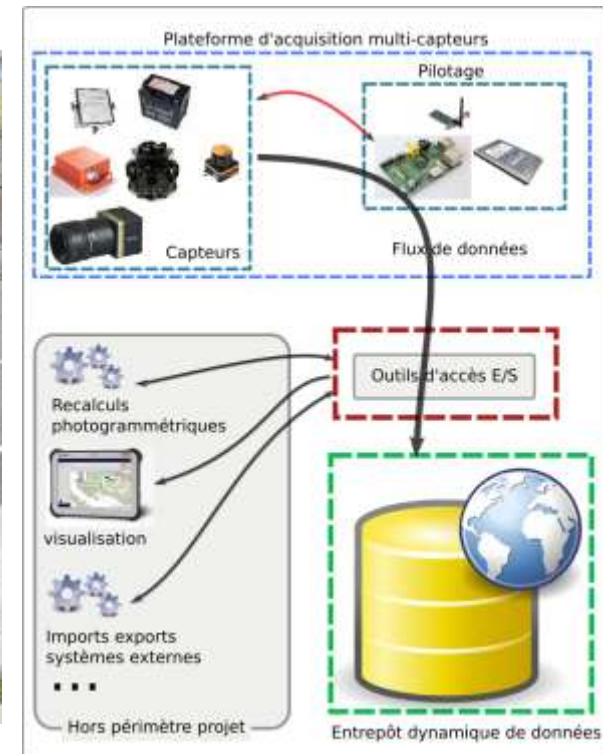 Plateforme d'acquisition multi-capteurs
Pilotage
Capteurs
Flux de données
Outils d'accès E/S
Recalculs
photogrammétriques
visualisation
Imports exports
systèmes externes
...
Hors périmètre projet
Entrepôt dynamique de données